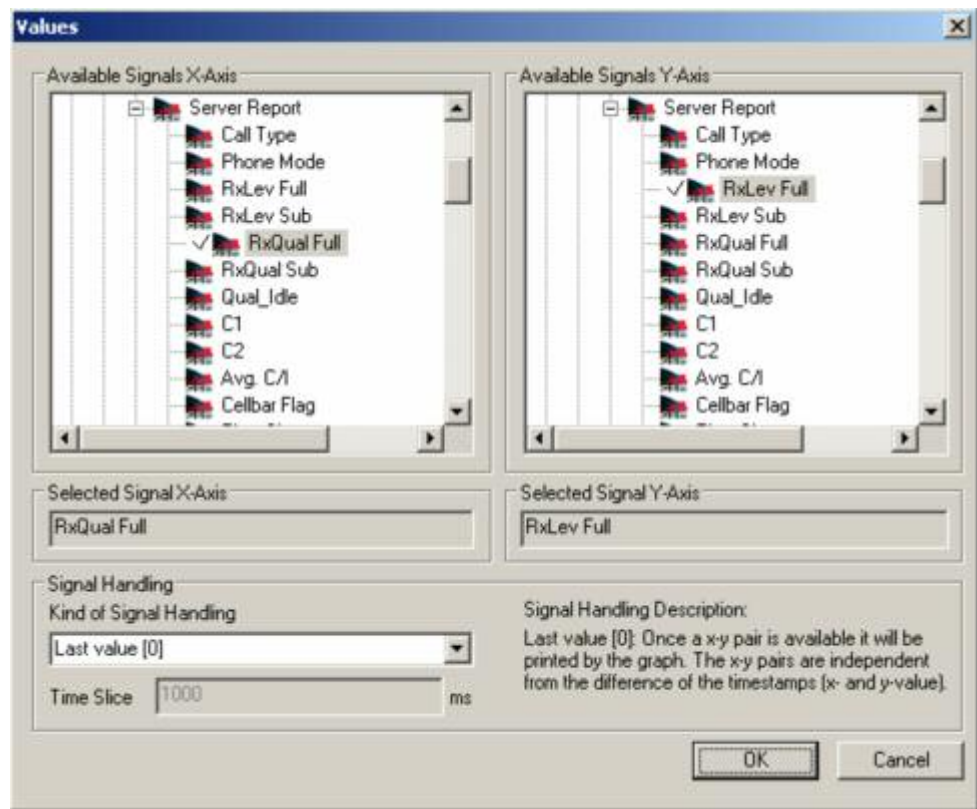 Values
Available Signals X-Axis
Server Report
Call Type
Phone Mode
RxLev Full
RxLev Sub
RxQual Full
RxQual Sub
Qual_Idle
C1
C2
Avg. C/I
Cellbar Flag
Available Signals Y-Axis
Server Report
Call Type
Phone Mode
RxLev Full
RxLev Sub
RxQual Full
RxQual Sub
Qual_Idle
C1
C2
Avg. C/I
Cellbar Flag
Selected Signal X-Axis
RxQual Full
Selected Signal Y-Axis
RxLev Full
Signal Handling
Kind of Signal Handling
Last value [0]
Time Slice 1000 ms
Signal Handling Description:
Last value [0]: Once a x-y pair is available it will be
printed by the graph. The x-y pairs are independent
from the difference of the timestamps (x- and y-value).
OK
Cancel